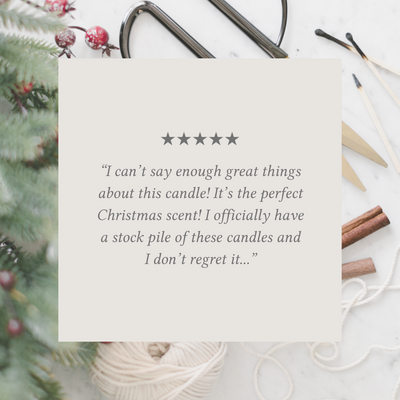 ★★★★★
“I can’t say enough great things
about this candle! It’s the perfect
Christmas scent! I officially have
a stock pile of these candles and
I don’t regret it...”